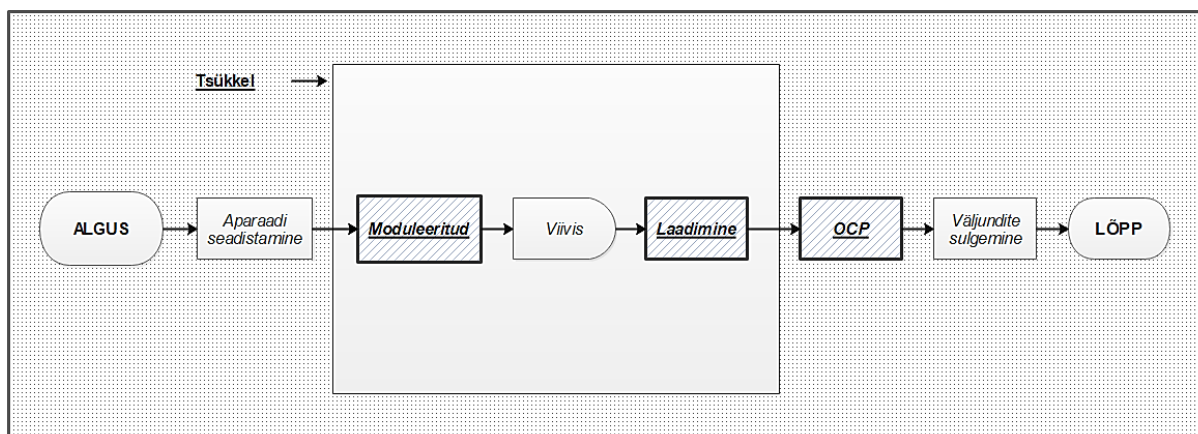 Tsükkel
ALGUS
Aparaadi
seadistamine
Moduleeritud
Viivis
Laadimine
OCP
Väljundite
sulgemine
LÕPP